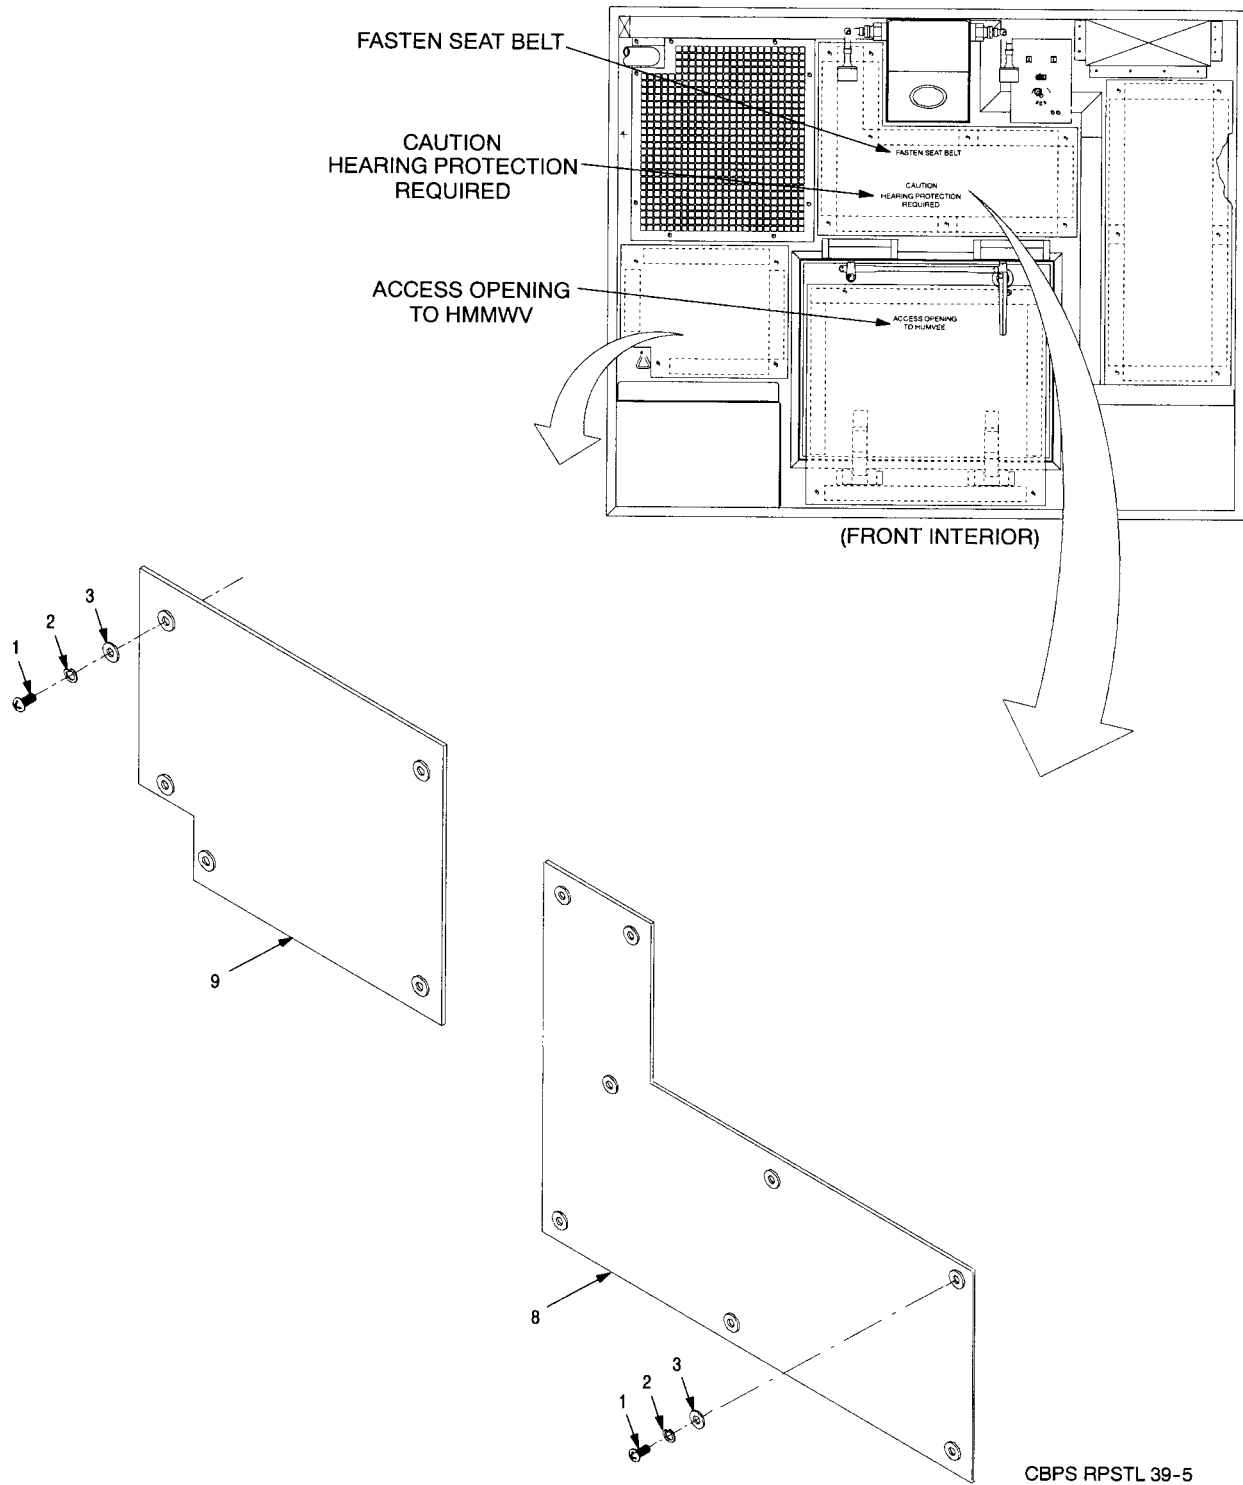 FASTEN SEAT BELT
CAUTION
HEARING PROTECTION
REQUIRED
ACCESS OPENING
TO HMMWV
FASTEN SEAT BELT
CAUTION
HEARING PROTECTION
REQUIRED
ACCESS OPENING
TO HUMVEE
(FRONT INTERIOR)
1
2
3
9
8
1
2
3
CBPS RPSTL 39-5